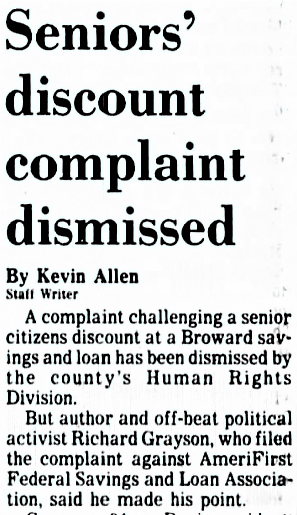 Seniors'
discount
complaint
dismissed
By Kevin Allen
Staff Writer
A complaint challenging a senior
citizens discount at a Broward sav-
ings and loan has been dismissed by
the county's Human Rights
Division.
But author and off-beat political
activist Richard Grayson, who filed
the complaint against AmeriFirst
Federal Savings and Loan Associa-
tion, said he made his point.